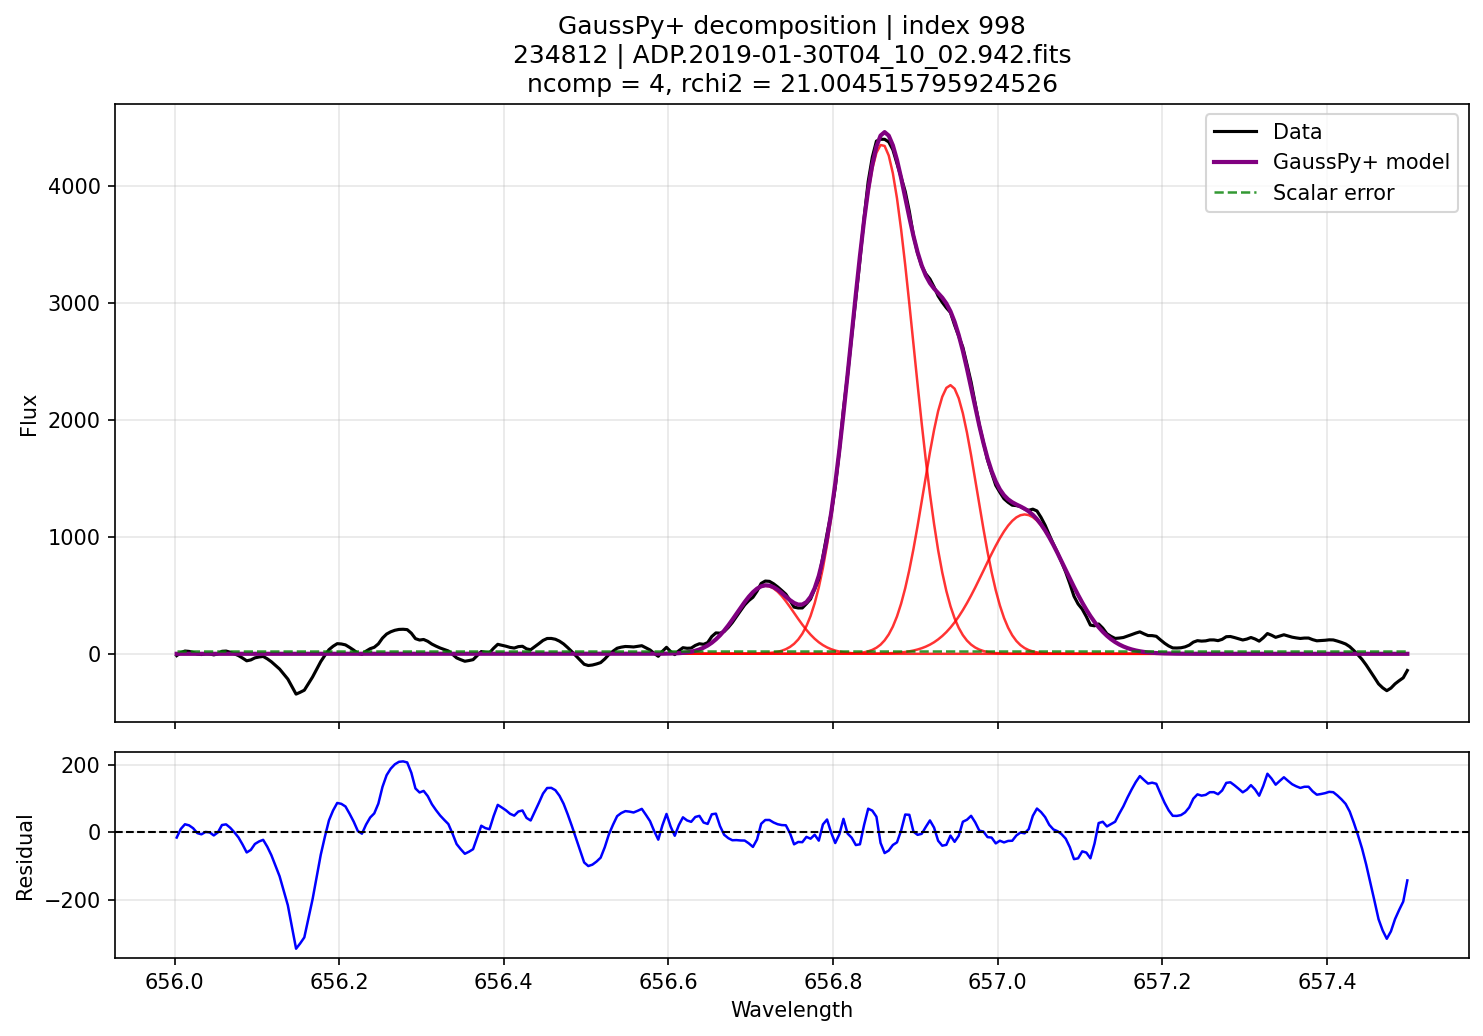 GaussPy+ decomposition | index 998
234812 | ADP.2019-01-30T04_10_02.942.fits
ncomp = 4, rchi2 = 21.004515795924526
Data
GaussPy+ model
Scalar error
Flux
4000
3000
2000
1000
0
Residual
200
0
−200
656.0 656.2 656.4 656.6 656.8 657.0 657.2 657.4
Wavelength